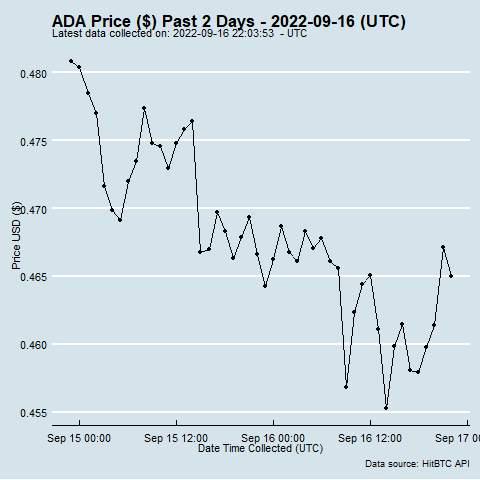 ADA Price ($) Past 2 Days - 2022-09-16 (UTC)
Latest data collected on: 2022-09-16 22:03:53 - UTC
0.480
0.475
0.470
0.465
0.460
0.455
Price USD ($)
Sep 15 00:00
Sep 15 12:00
Sep 16 00:00
Sep 16 12:00
Sep 17 00
Date Time Collected (UTC)
Data source: HitBTC API